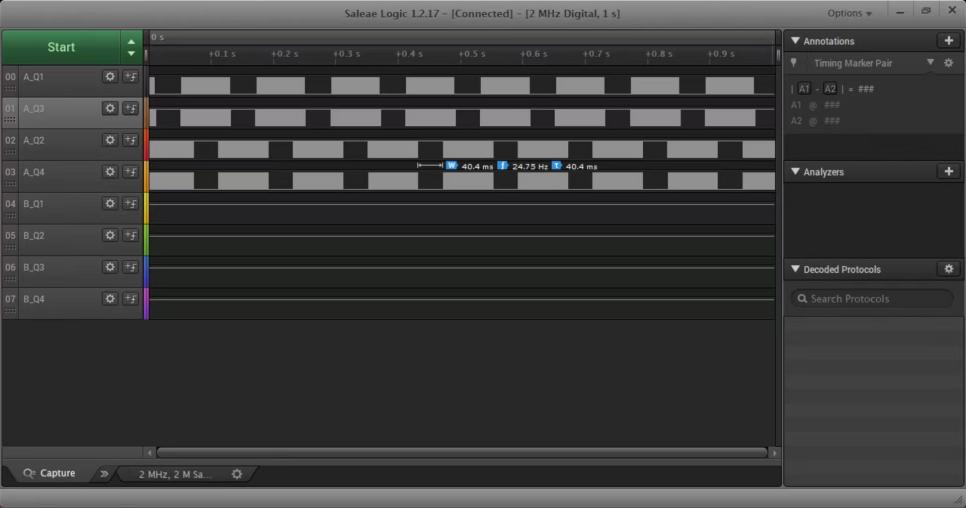 Saleae Logic 1.2.17 - [Connected] - [2 MHz Digital, 1 s]
Options
Start
0 s
+0.1 s +0.2 s +0.3 s +0.4 s +0.5 s +0.6 s +0.7 s +0.8 s +0.9 s
00 A_Q1
01 A_Q3
02 A_Q2
W 40.4 ms f 24.75 Hz τ 40.4 ms
03 A_Q4
04 B_Q1
05 B_Q2
06 B_Q3
07 B_Q4
Annotations
Timing Marker Pair
| A1 - A2 | = ###
A1 @ ###
A2 @ ###
Analyzers
Decoded Protocols
Search Protocols
Capture
2 MHz, 2 M Sa...